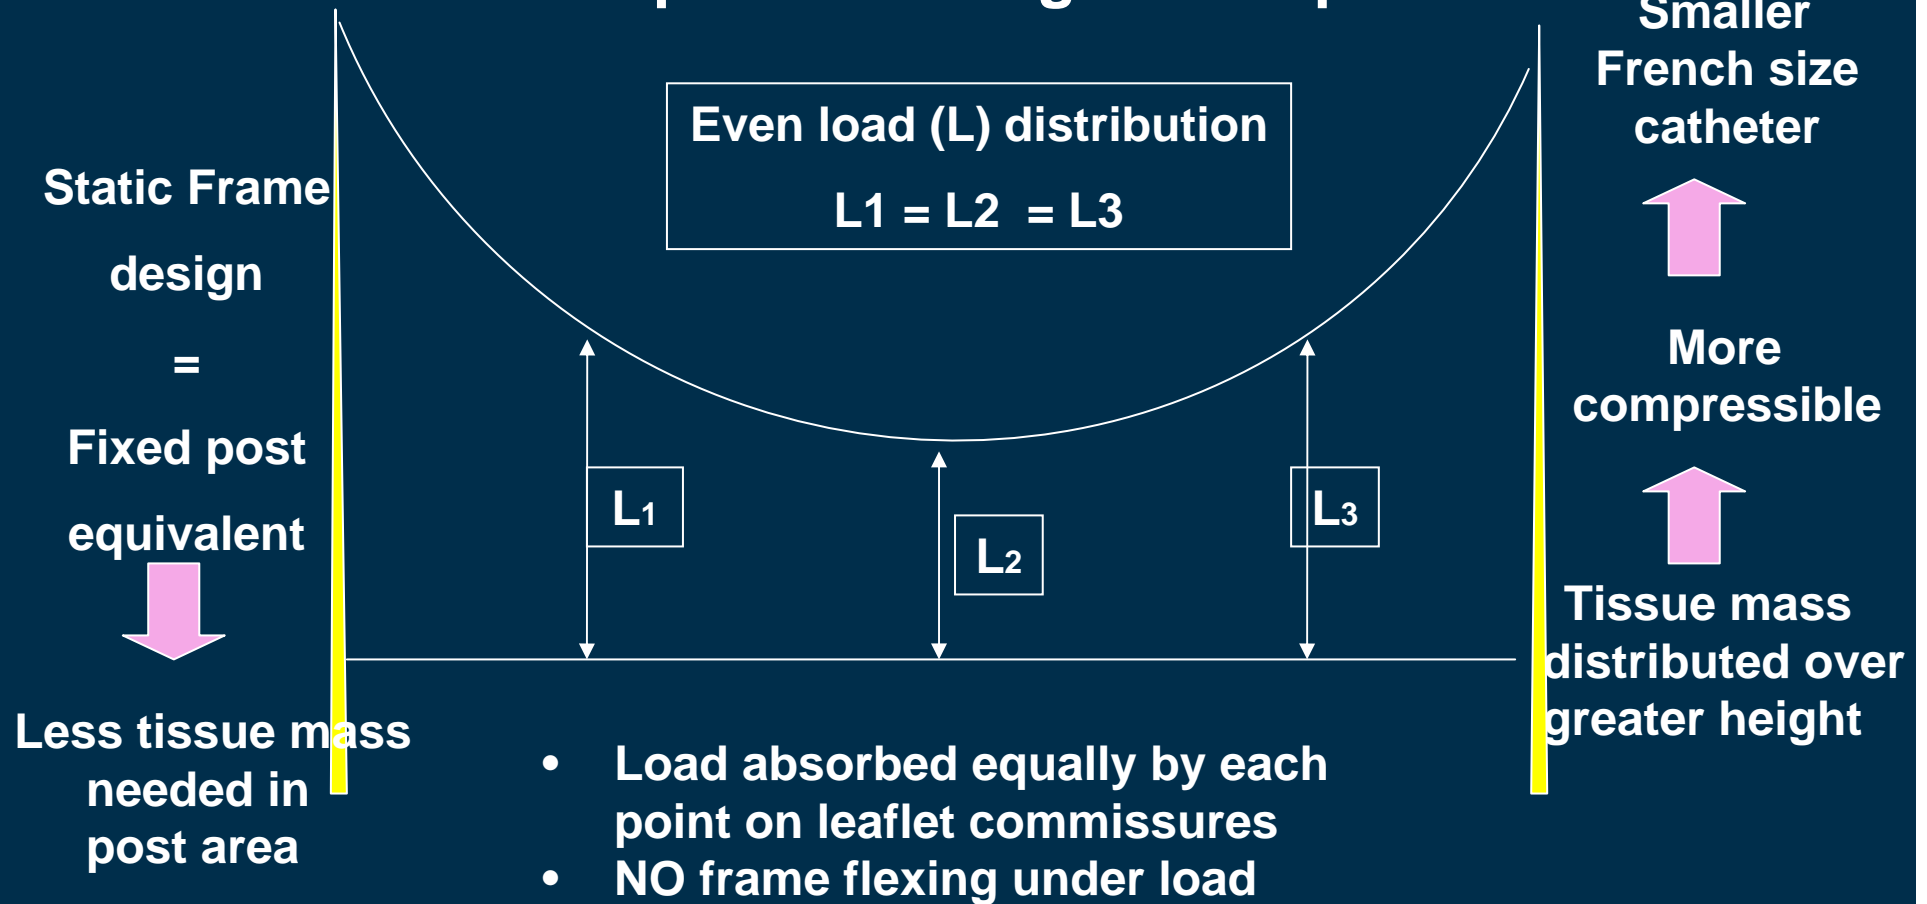 Smaller
French size
catheter
Even load (L) distribution
L1 = L2 = L3
Static Frame
design
=
Fixed post
equivalent
More
compressible
L1
L2
L3
Tissue mass
distributed over
greater height
Less tissue mass
needed in
post area
• Load absorbed equally by each
point on leaflet commissures
• NO frame flexing under load